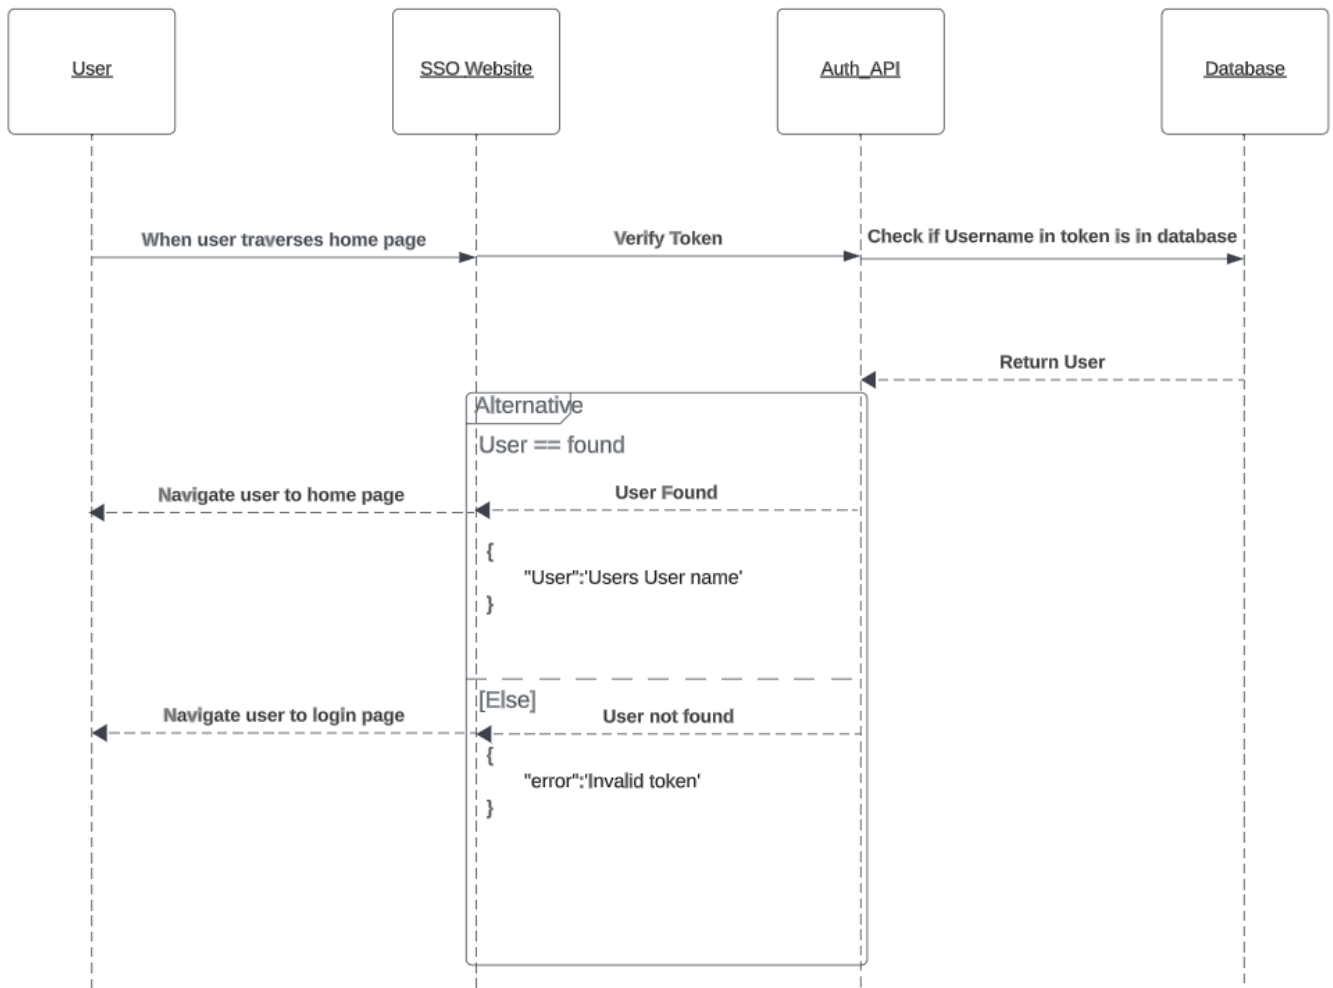 User
SSO Website
Auth_API
Database
When user traverses home page
Verify Token
Check if Username in token is in database
Return User
Alternative
User == found
Navigate user to home page
User Found
{
"User":'Users User name'
}
[Else]
Navigate user to login page
User not found
{
"error":'Invalid token'
}